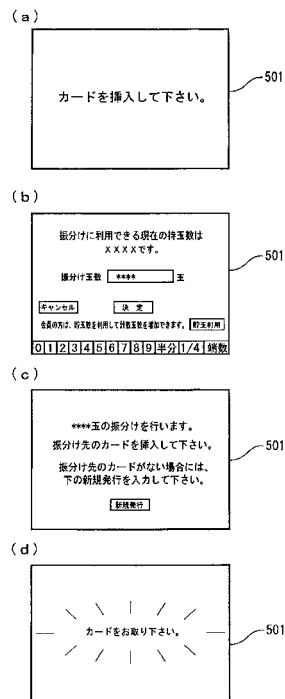 (a)
カードを挿入して下さい。
501
(b)
振分けに利用できる現在の持玉数は
XXXXです。
501
振分け玉数 **** 玉
キャンセル 決定
会員の方は、貯玉数を利用して計数玉数を増加できます。 貯玉利用
0 1 2 3 4 5 6 7 8 9 半分 1/4 端数
(c)
****玉の振分けを行います。
振分け先のカードを挿入して下さい。
501
振分け先のカードがない場合には、
下の新規発行を入力して下さい。
新規発行
(d)
カードをお取り下さい。
501